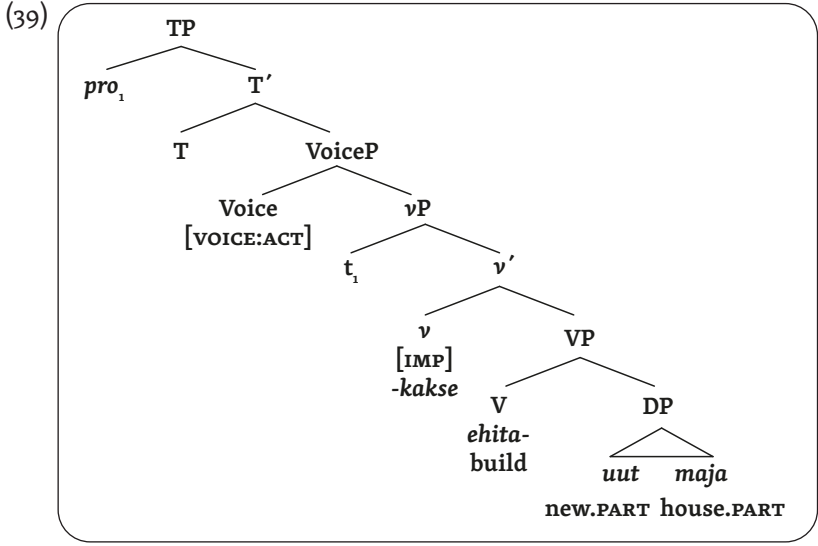 (39)
TP
pro₁ T′
T VoiceP
Voice vP
[VOICE:ACT]
t₁ v′
v VP
[IMP]
-kakse
V DP
ehita-
build uut maja
new.PART house.PART